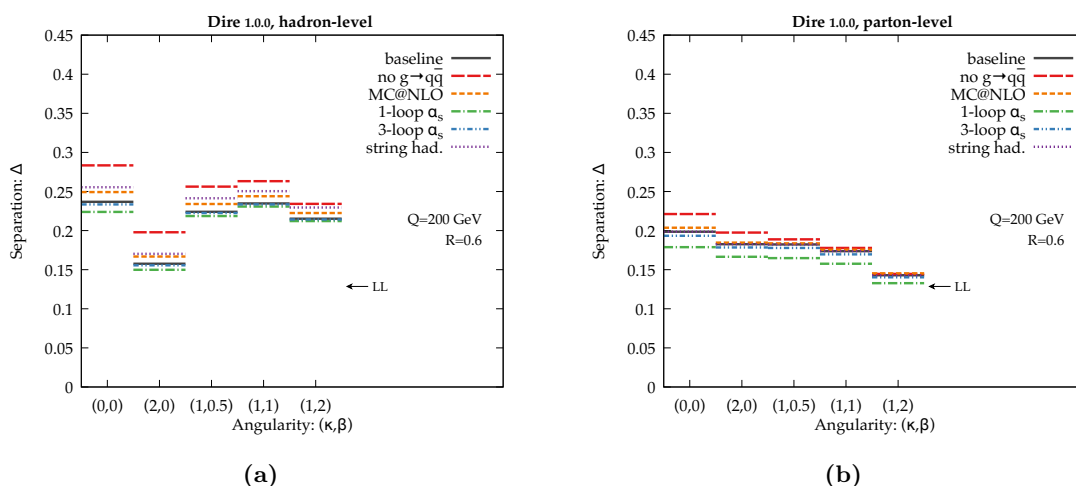 Dire 1.0.0, hadron-level
Separation: Δ
0.45
0.4
0.35
0.3
0.25
0.2
0.15
0.1
0.05
0
baseline
no g→qq̅
MC@NLO
1-loop αs
3-loop αs
string had.
Q=200 GeV
R=0.6
LL
(0,0) (2,0) (1,0.5) (1,1) (1,2)
Angularity: (κ,β)
(a)
Dire 1.0.0, parton-level
Separation: Δ
0.45
0.4
0.35
0.3
0.25
0.2
0.15
0.1
0.05
0
baseline
no g→qq̅
MC@NLO
1-loop αs
3-loop αs
string had.
Q=200 GeV
R=0.6
LL
(0,0) (2,0) (1,0.5) (1,1) (1,2)
Angularity: (κ,β)
(b)